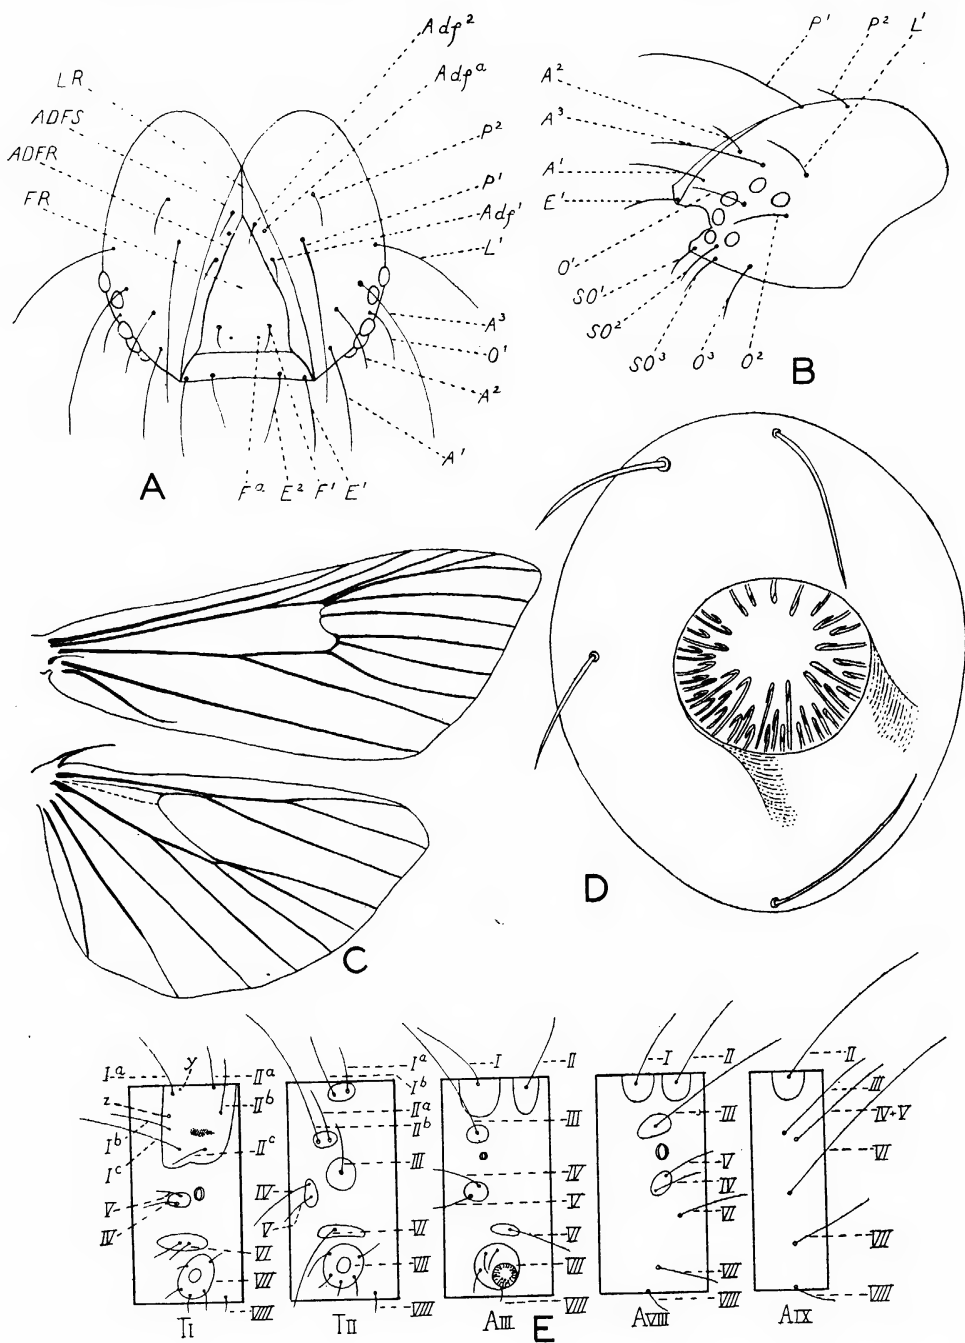 Adf²
Adfᵃ
LR
ADFS
P²
ADFR
P¹
FR
Adf¹
L¹
A³
O¹
A²
A¹
A
Fᵃ E² F¹ E¹
P¹ P² L¹
A²
A³
A¹
E¹
O¹
SO¹
SO²
SO³ O³ O²
B
C
D
Iᵃ y IIᵃ
z
IIᵇ
Iᵇ
IIᶜ
Iᶜ
V
IV
VI
VII
VIII
TI
Iᵃ
Iᵇ
IIᵃ
IIᵇ
III
IV
V
VI
VII
VIII
TII
I II
III
IV
V
VI
VII
VIII
AIII
I II
III
V
IV
VI
VII
VIII
AVIII
II
III
IV+V
VI
VII
VIII
AIX
E